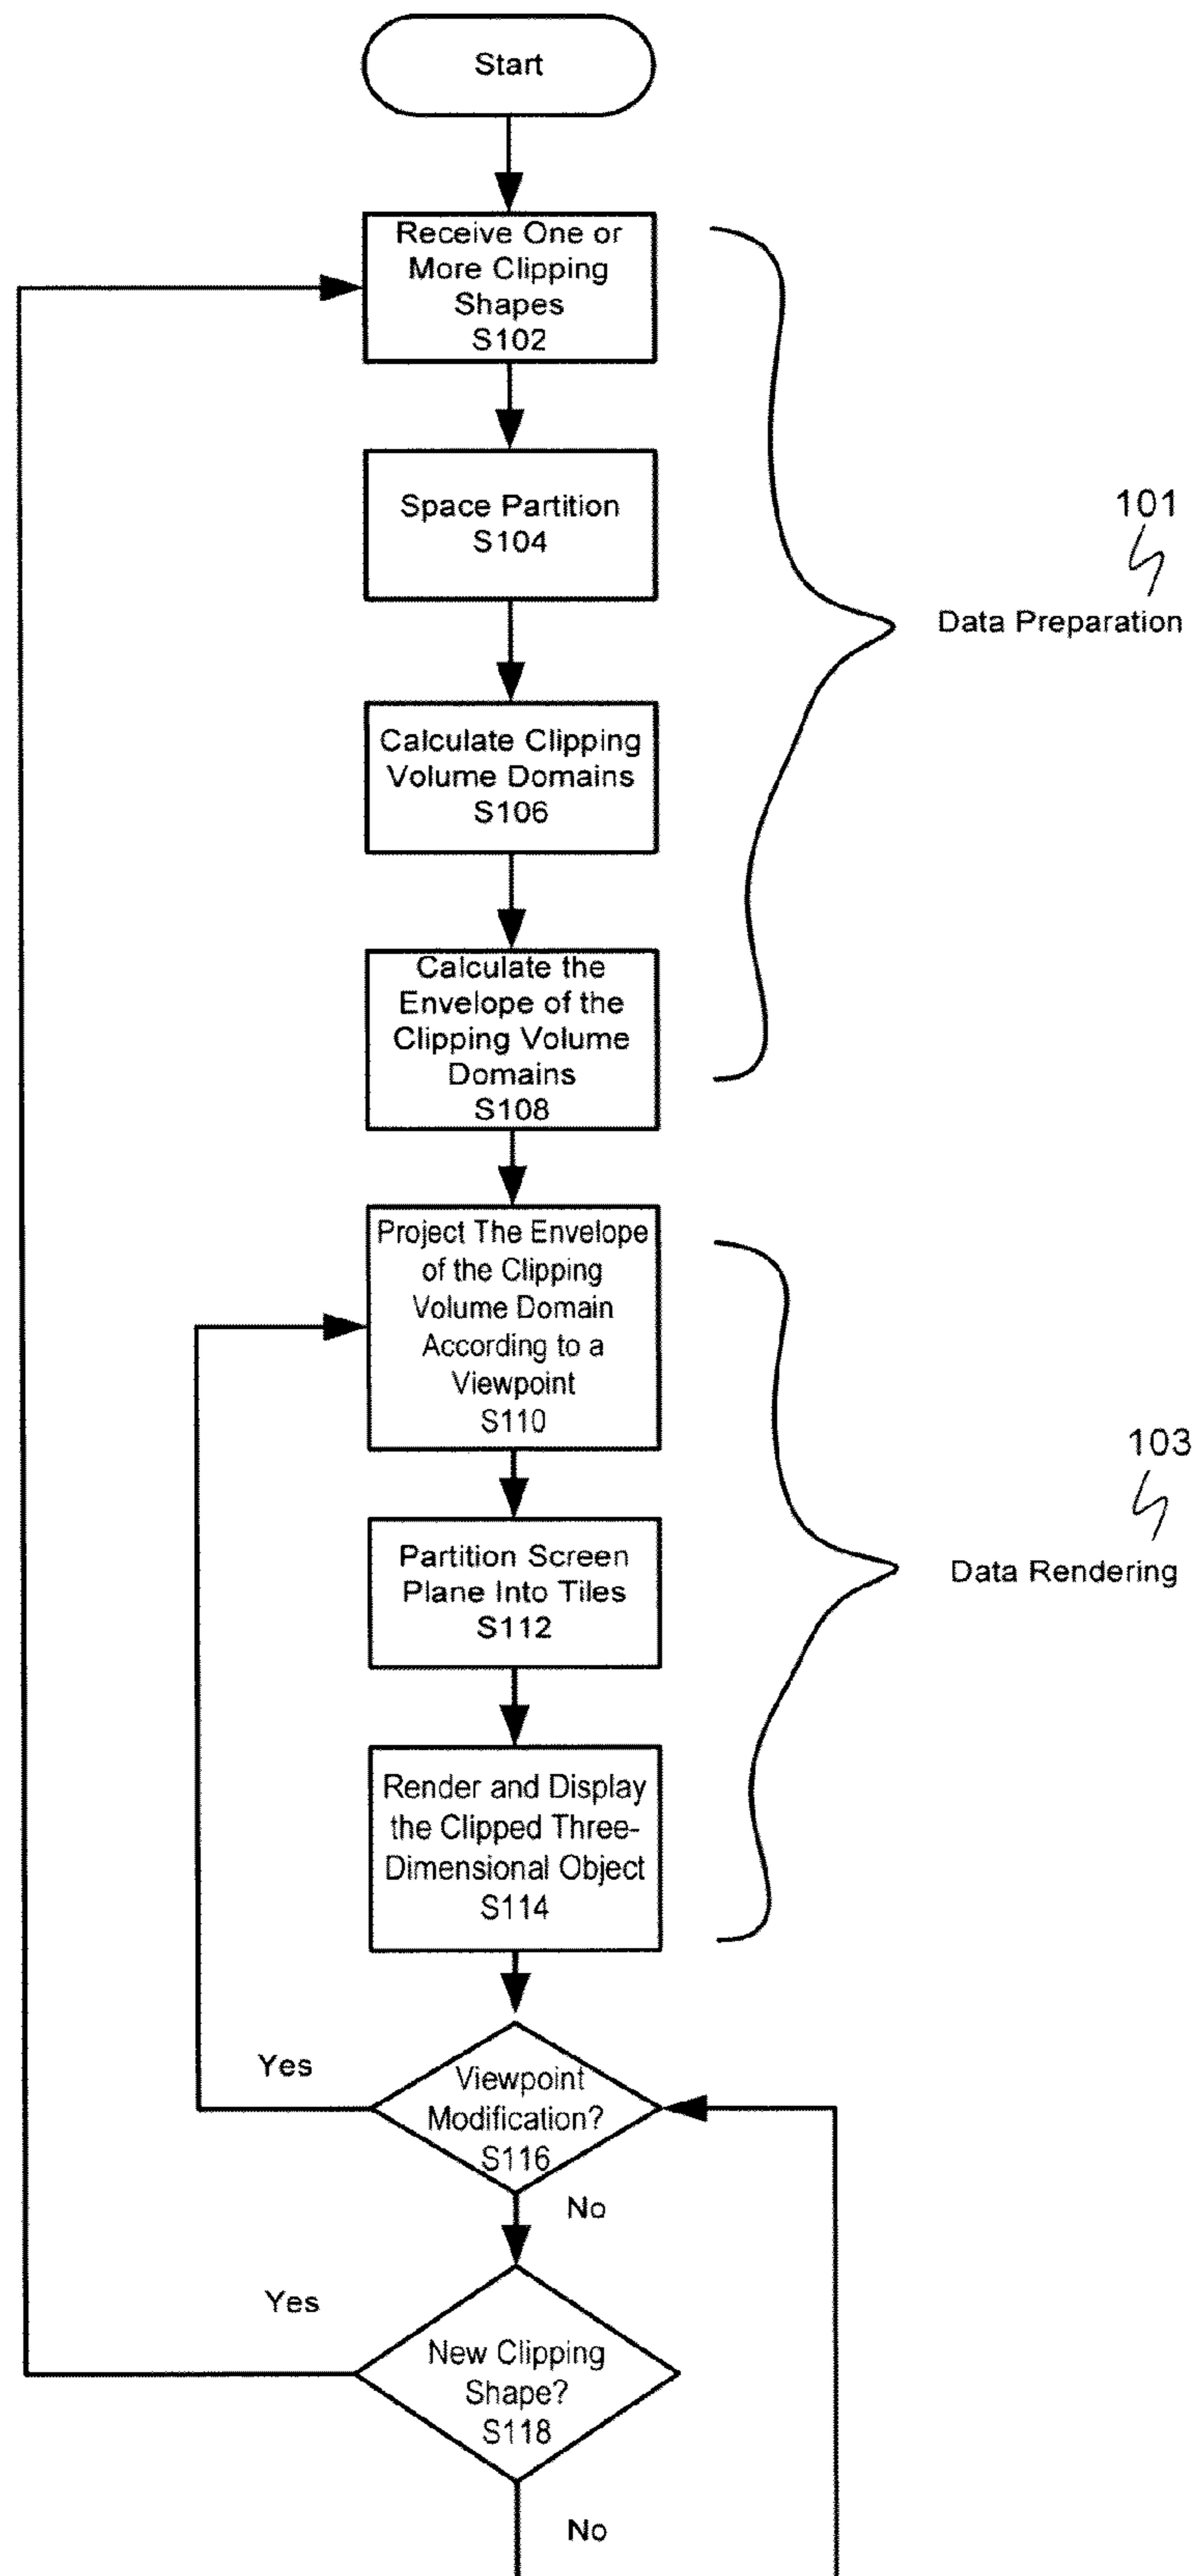 Start
Receive One or
More Clipping
Shapes
S102
Space Partition
S104
101
Data Preparation
Calculate Clipping
Volume Domains
S106
Calculate the
Envelope of the
Clipping Volume
Domains
S108
Project The Envelope
of the Clipping
Volume Domain
According to a
Viewpoint
S110
103
Data Rendering
Partition Screen
Plane Into Tiles
S112
Render and Display
the Clipped Three-
Dimensional Object
S114
Yes
Viewpoint
Modification?
S116
No
Yes
New Clipping
Shape?
S118
No